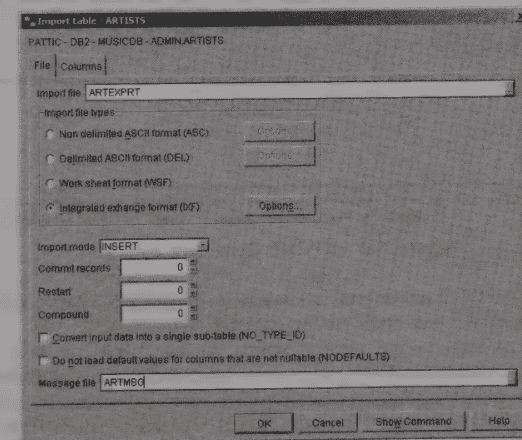 Import table - ARTISTS
PATTIC - DB2 - MUSICDB - ADMIN.ARTISTS
File Columns
Import file ARTEXPRT
Import file types
Non delimited ASCII format (ASC) Options...
Delimited ASCII format (DEL) Options...
Work sheet format (WSF)
Integrated exhange format (IXF) Options...
Import mode INSERT
Commit records 0
Restart 0
Compound 0
Convert input data into a single sub-table (NO_TYPE_ID)
Do not load default values for columns that are not nullable (NODEFAULTS)
Message file ARTMSG
OK Cancel Show Command Help